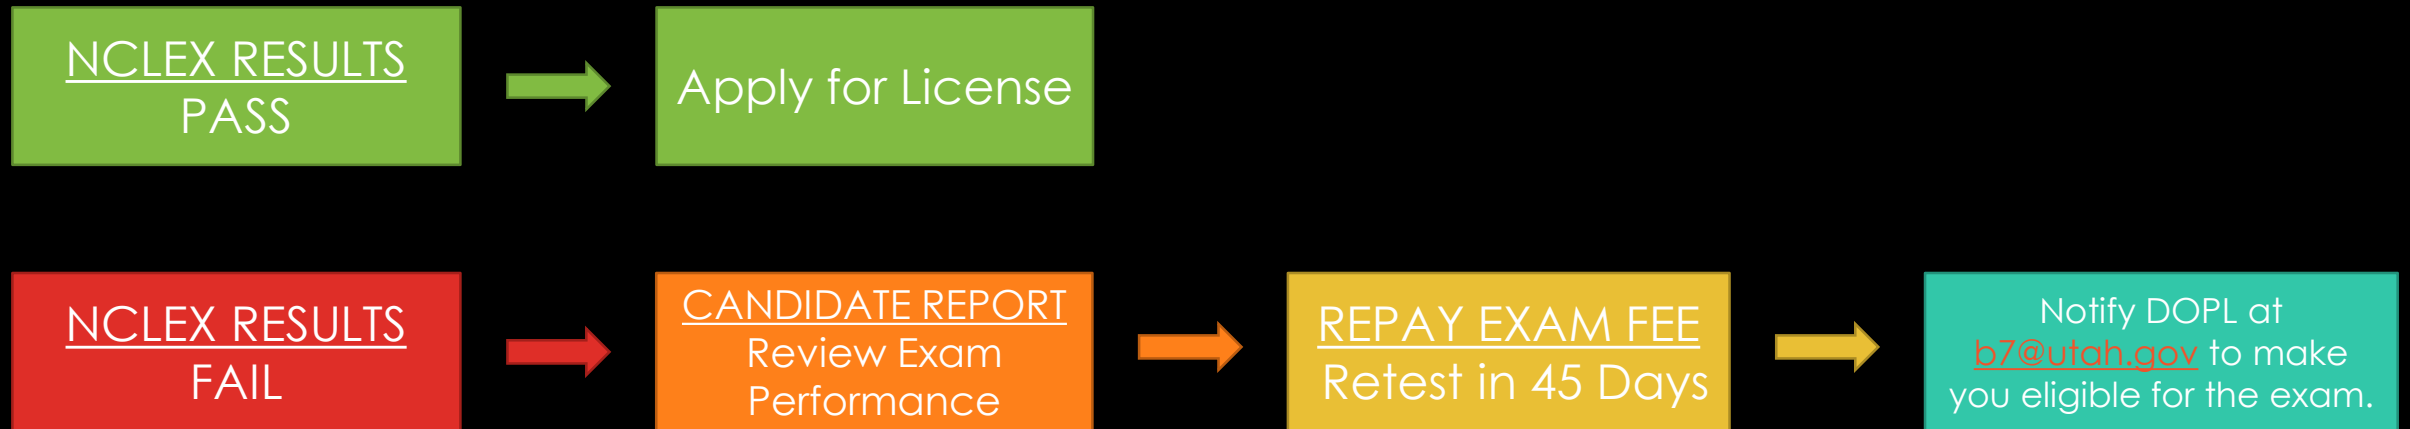 NCLEX RESULTS
PASS
Apply for License
NCLEX RESULTS
FAIL
CANDIDATE REPORT
Review Exam
Performance
REPAY EXAM FEE
Retest in 45 Days
Notify DOPL at
b7@utah.gov to make
you eligible for the exam.